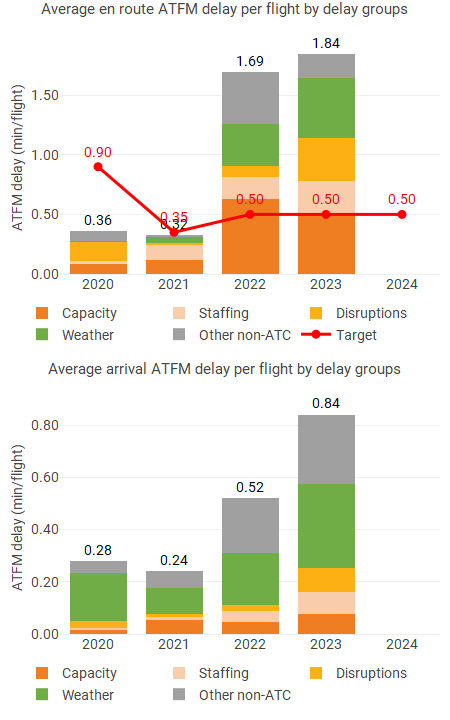 Average en route ATFM delay per flight by delay groups
ATFM delay (min/flight)
1.84
1.69
1.50
1.00
0.90
0.50
0.36
0.35
0.32
0.50
0.50
0.50
0.00
2020 2021 2022 2023 2024
Capacity Staffing Disruptions
Weather Other non-ATC Target
Average arrival ATFM delay per flight by delay groups
ATFM delay (min/flight)
0.84
0.80
0.60
0.52
0.40
0.28
0.24
0.20
0.00
2020 2021 2022 2023 2024
Capacity Staffing Disruptions
Weather Other non-ATC